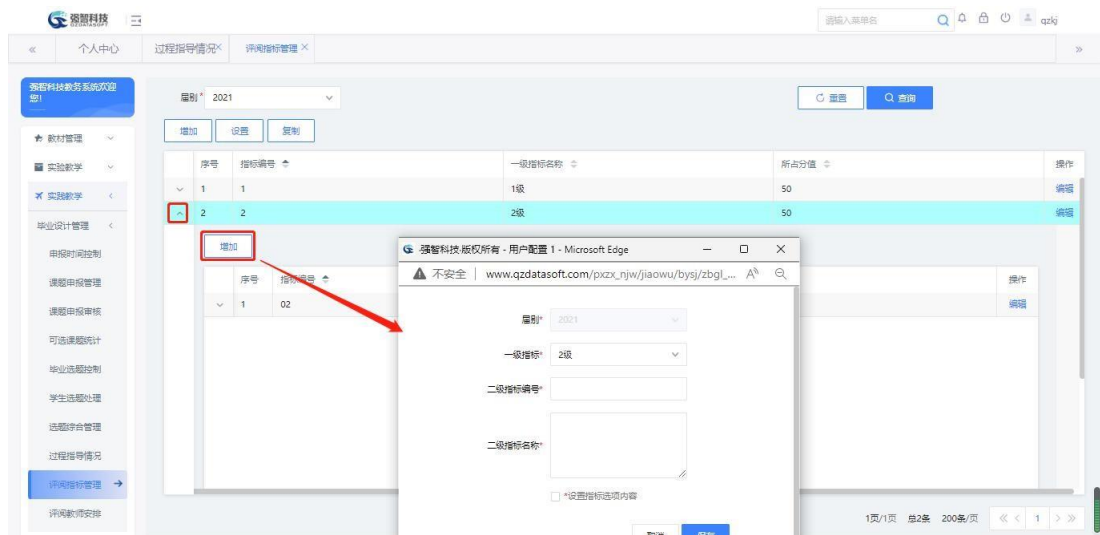 强智科技
QZDATASOFT
请输入菜单名
qzkj
个人中心
过程指导情况
评阅指标管理
强智科技教务系统欢迎
您!
教材管理
实验教学
实践教学
毕业设计管理
申报时间控制
课题申报管理
课题申报审核
可选课题统计
毕业选题控制
学生选题处理
选题综合管理
过程指导情况
评阅指标管理
评阅教师安排
届别* 2021
重置 查询
增加 设置 复制
序号 指标编号 一级指标名称 所占分值 操作
1 1 1级 50 编辑
2 2 2级 50 编辑
增加
序号 指标编号 操作
1 02 编辑
强智科技·版权所有 - 用户配置 1 - Microsoft Edge
不安全 www.qzdatasoft.com/pxzx_njw/jiaowu/bysj/zbgl_...
届别* 2021
一级指标* 2级
二级指标编号*
二级指标名称*
*设置指标选项内容
1页/1页 总2条 200条/页 1